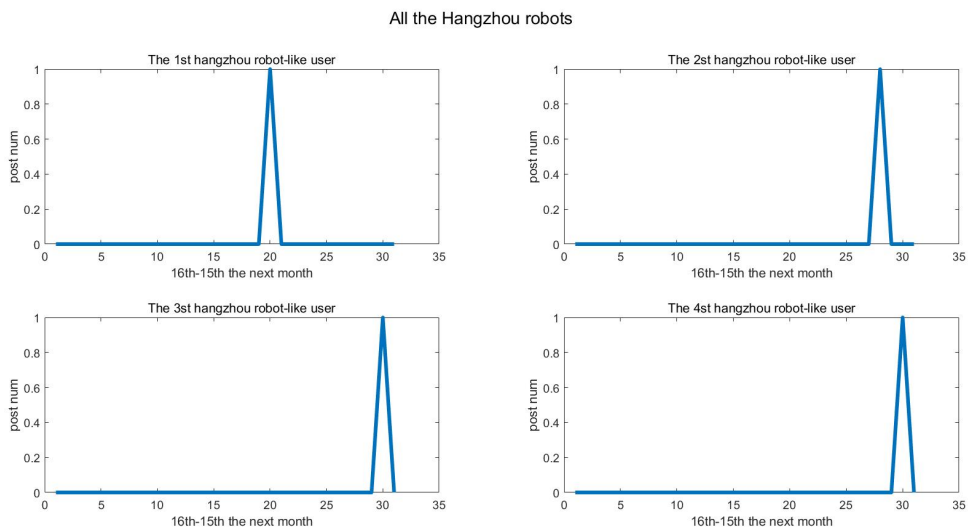 All the Hangzhou robots
The 1st hangzhou robot-like user
1
0.8
0.6
0.4
0.2
0
post num
0 5 10 15 20 25 30 35
16th-15th the next month
The 2st hangzhou robot-like user
1
0.8
0.6
0.4
0.2
0
post num
0 5 10 15 20 25 30 35
16th-15th the next month
The 3st hangzhou robot-like user
1
0.8
0.6
0.4
0.2
0
post num
0 5 10 15 20 25 30 35
16th-15th the next month
The 4st hangzhou robot-like user
1
0.8
0.6
0.4
0.2
0
post num
0 5 10 15 20 25 30 35
16th-15th the next month